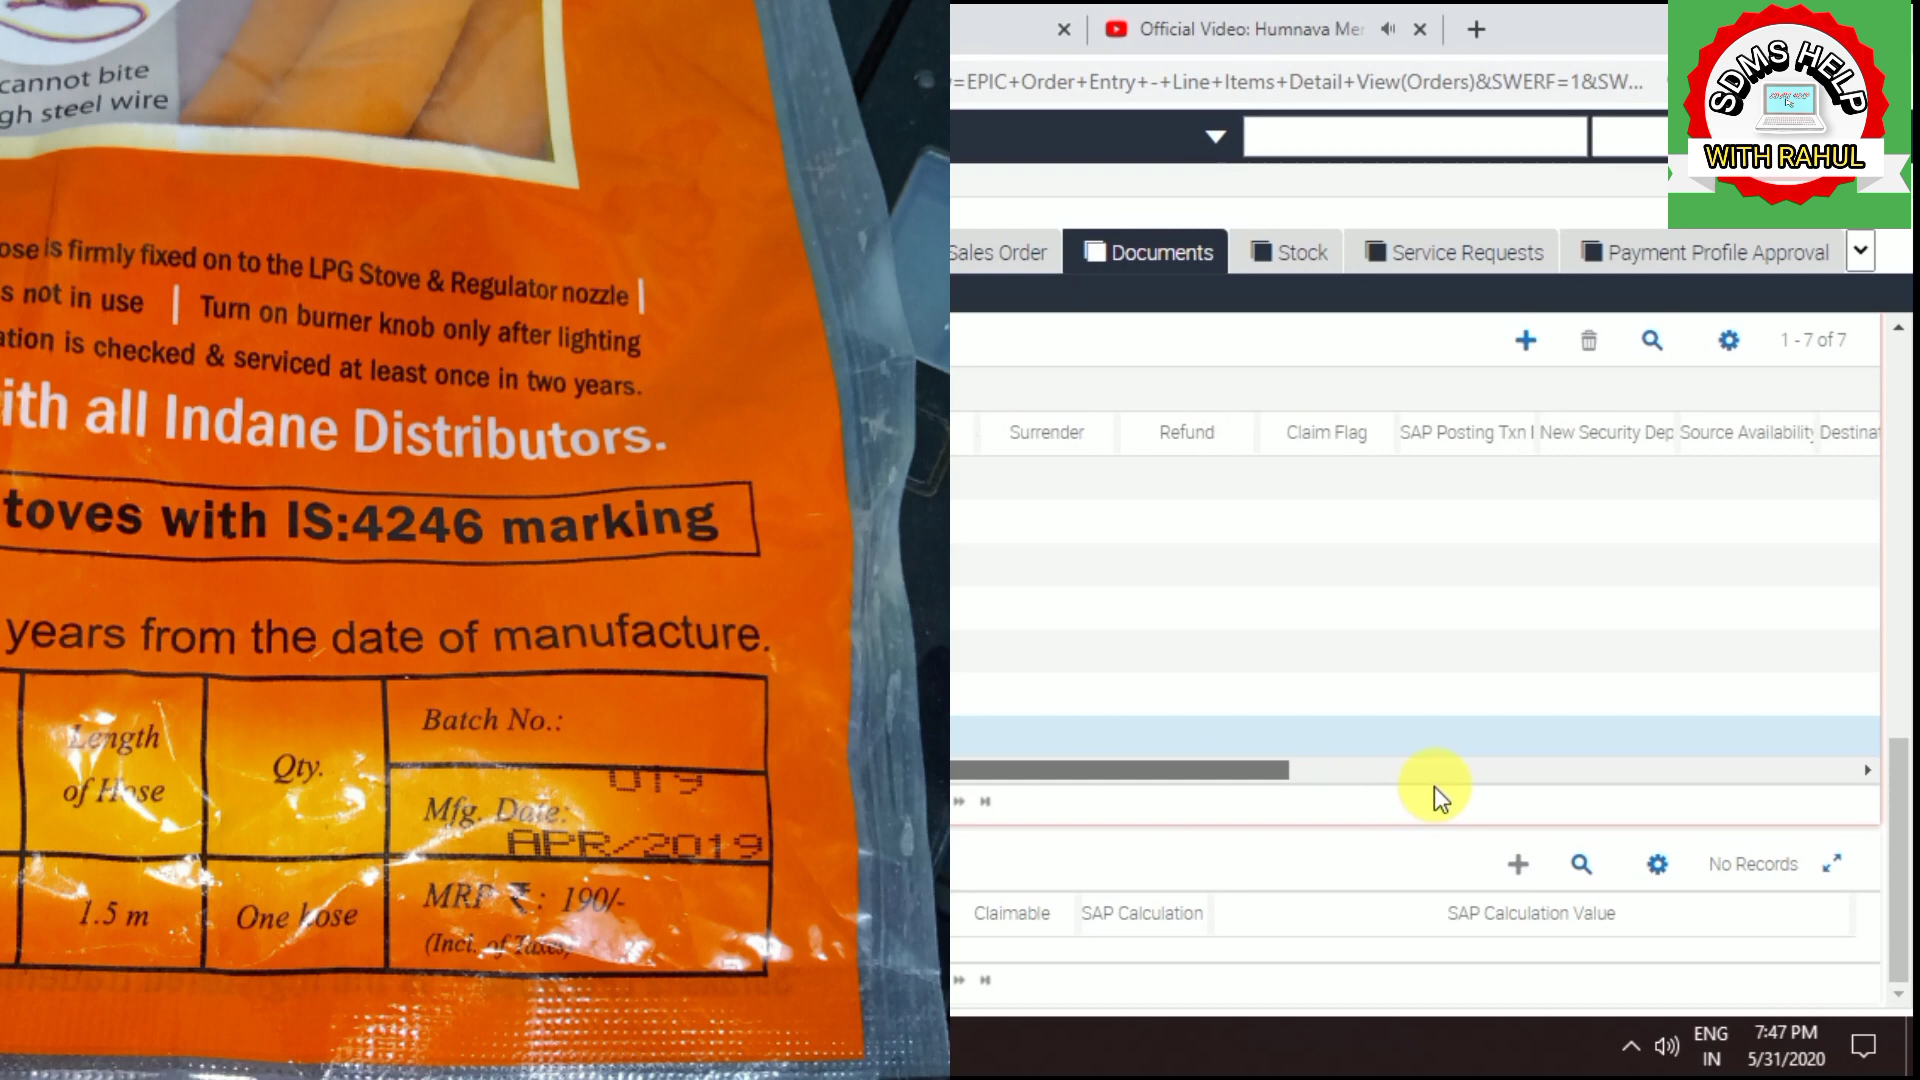 cannot bite
gh steel wire
ose is firmly fixed on to the LPG Stove & Regulator nozzle |
s not in use | Turn on burner knob only after lighting
ation is checked & serviced at least once in two years.
ith all Indane Distributors.
toves with IS:4246 marking
years from the date of manufacture.
Length
of Hose
Qty.
Batch No.:
019
Mfg. Date:
APR/2019
1.5 m
One hose
MRP ₹: 190/-
(Incl. of Taxes)
Official Video: Humnava Mer
=EPIC+Order+Entry+-+Line+Items+Detail+View(Orders)&SWERF=1&SW...
SDMS HELP
WITH RAHUL
Sales Order
Documents
Stock
Service Requests
Payment Profile Approval
1 - 7 of 7
Surrender
Refund
Claim Flag
SAP Posting Txn
New Security Dep
Source Availability
Destinat
No Records
Claimable
SAP Calculation
SAP Calculation Value
ENG
IN
7:47 PM
5/31/2020